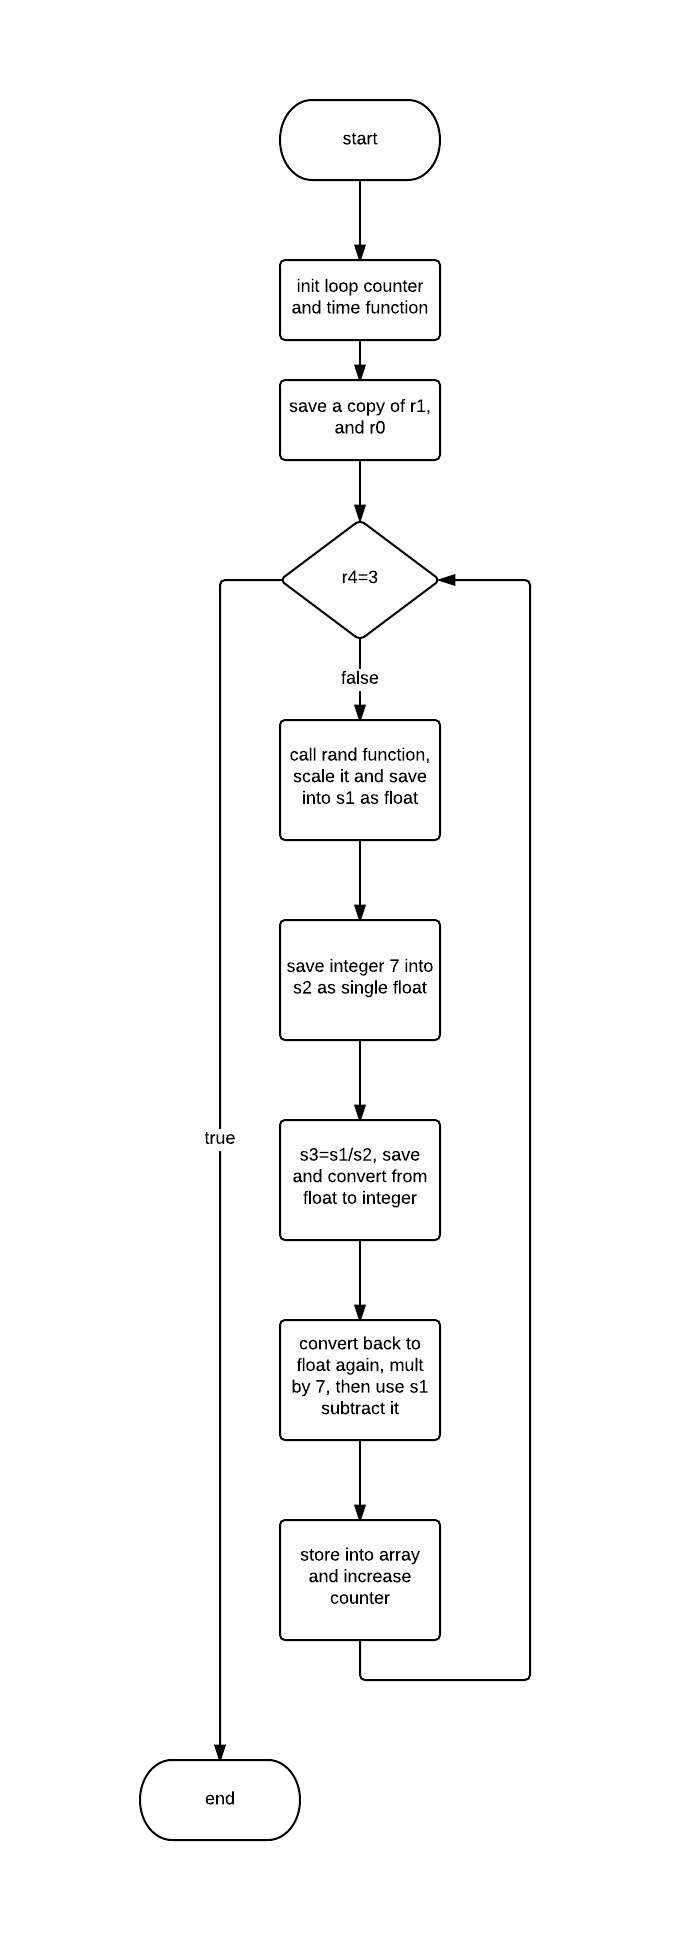 start
init loop counter
and time function
save a copy of r1,
and r0
r4=3
false
call rand function,
scale it and save
into s1 as float
save integer 7 into
s2 as single float
true
s3=s1/s2, save
and convert from
float to integer
convert back to
float again, mult
by 7, then use s1
subtract it
store into array
and increase
counter
end